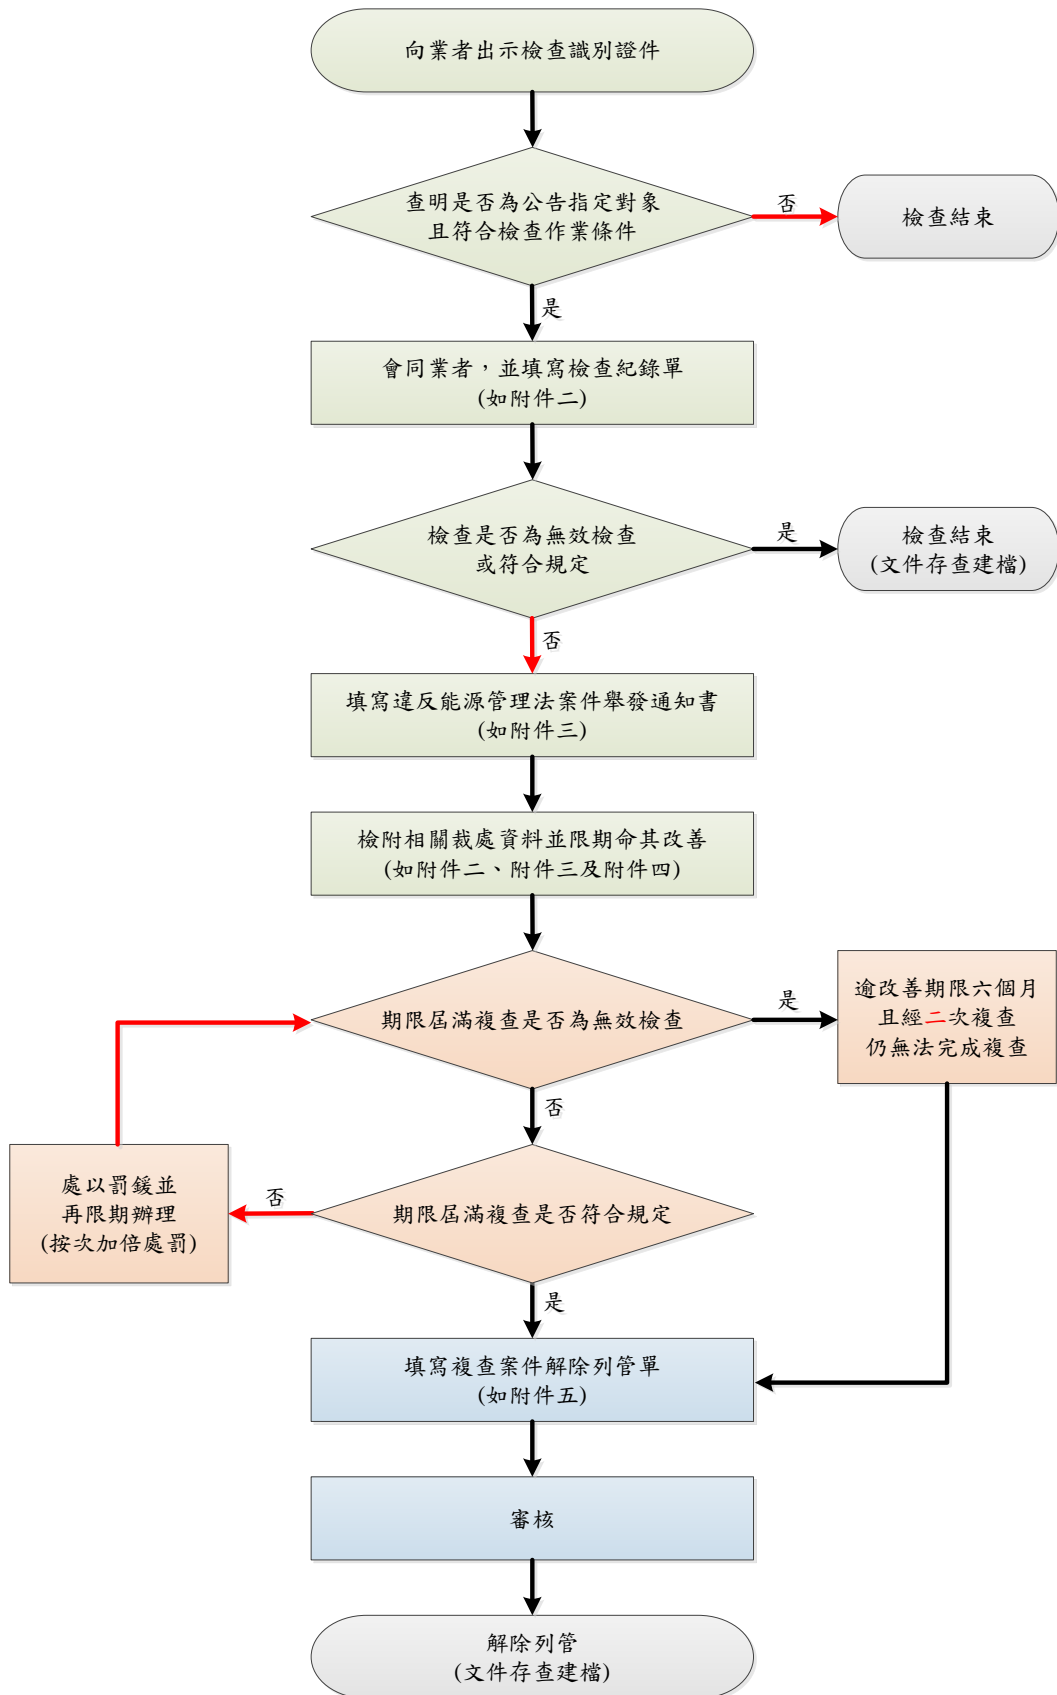 向業者出示檢查識別證件
查明是否為公告指定對象
且符合檢查作業條件
否
檢查結束
是
會同業者，並填寫檢查紀錄單
(如附件二)
檢查是否為無效檢查
或符合規定
是
檢查結束
(文件存查建檔)
否
填寫違反能源管理法案件舉發通知書
(如附件三)
檢附相關裁處資料並限期命其改善
(如附件二、附件三及附件四)
期限屆滿複查是否為無效檢查
是
逾改善期限六個月
且經二次複查
仍無法完成複查
否
處以罰鍰並
再限期辦理
(按次加倍處罰)
否
期限屆滿複查是否符合規定
是
填寫複查案件解除列管單
(如附件五)
審核
解除列管
(文件存查建檔)